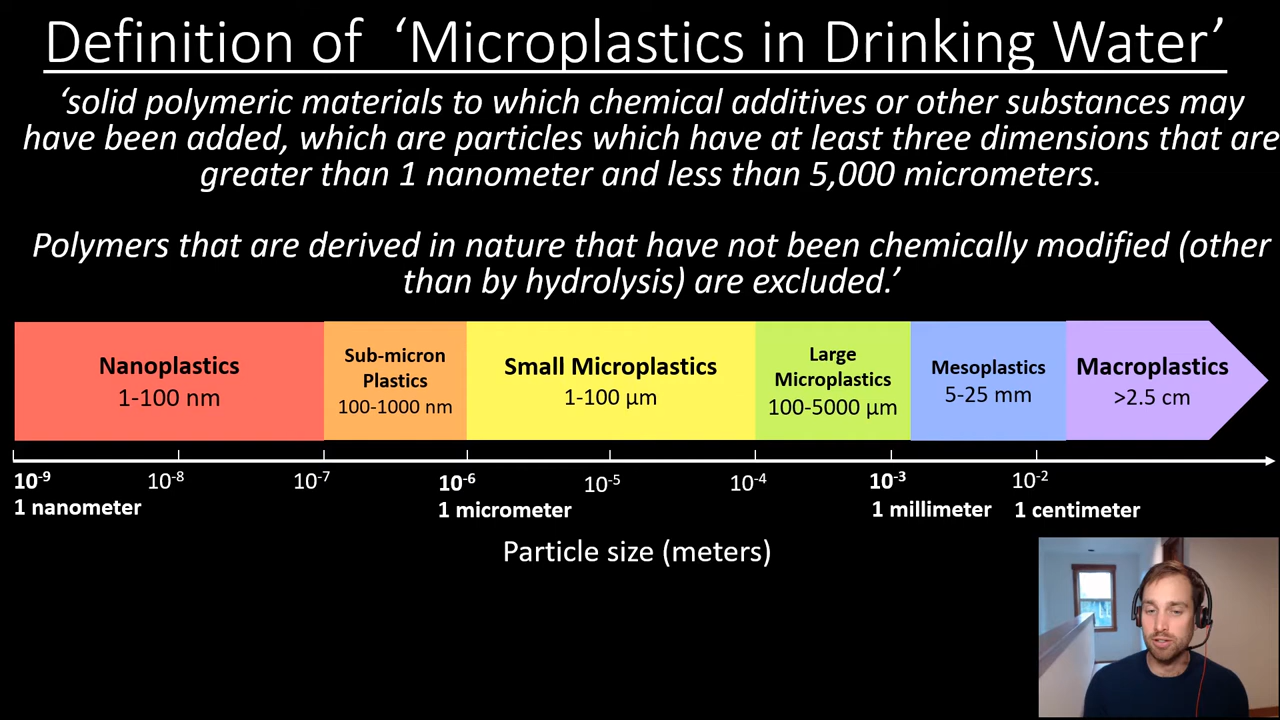 Definition of ‘Microplastics in Drinking Water’
‘solid polymeric materials to which chemical additives or other substances may
have been added, which are particles which have at least three dimensions that are
greater than 1 nanometer and less than 5,000 micrometers.
Polymers that are derived in nature that have not been chemically modified (other
than by hydrolysis) are excluded.’
Nanoplastics
1-100 nm
Sub-micron
Plastics
100-1000 nm
Small Microplastics
1-100 µm
Large
Microplastics
100-5000 µm
Mesoplastics
5-25 mm
Macroplastics
>2.5 cm
10⁻⁹
10⁻⁸
10⁻⁷
10⁻⁶
10⁻⁵
10⁻⁴
10⁻³
10⁻²
1 nanometer
1 micrometer
1 millimeter
1 centimeter
Particle size (meters)